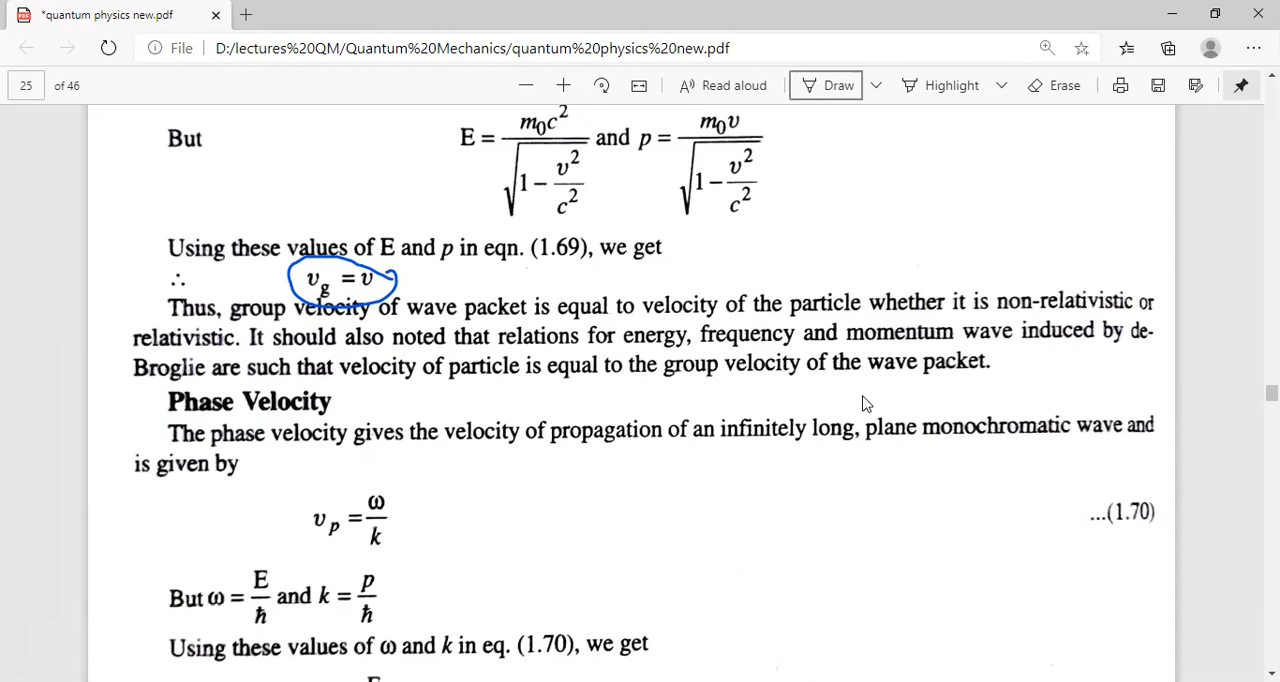 *quantum physics new.pdf
File | D:/lectures%20QM/Quantum%20Mechanics/quantum%20physics%20new.pdf
25 of 46 Read aloud Draw Highlight Erase
But E = m₀c² / √(1 − v²/c²) and p = m₀v / √(1 − v²/c²)
Using these values of E and p in eqn. (1.69), we get
∴ v_g = v
Thus, group velocity of wave packet is equal to velocity of the particle whether it is non-relativistic or
relativistic. It should also noted that relations for energy, frequency and momentum wave induced by de-
Broglie are such that velocity of particle is equal to the group velocity of the wave packet.
Phase Velocity
The phase velocity gives the velocity of propagation of an infinitely long, plane monochromatic wave and
is given by
v_p = ω/k ...(1.70)
But ω = E/ħ and k = p/ħ
Using these values of ω and k in eq. (1.70), we get